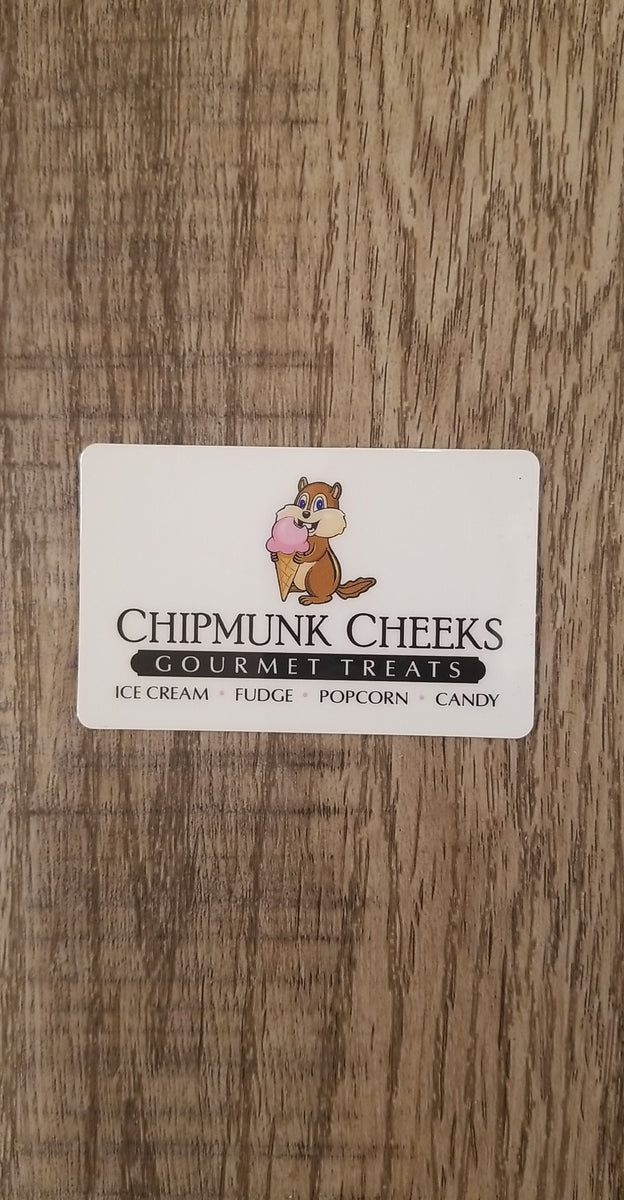 CHIPMUNK CHEEKS
GOURMET TREATS
ICE CREAM • FUDGE • POPCORN • CANDY